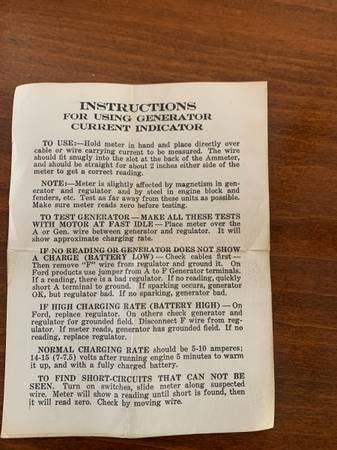 INSTRUCTIONS
FOR USING GENERATOR
CURRENT INDICATOR
TO USE:—Hold meter in hand and place directly over
cable or wire carrying current to be measured. The wire
should fit snugly into the slot at the back of the Ammeter,
and should be straight for about 2 inches either side of the
meter to get a correct reading.
NOTE:—Meter is slightly affected by magnetism in gen-
erator and regulator and by steel in engine block and
fenders, etc. Test as far away from these units as possible.
Make sure meter reads zero before testing.
TO TEST GENERATOR — MAKE ALL THESE TESTS
WITH MOTOR AT FAST IDLE — Place meter over the
A or Gen. wire between generator and regulator. It will
show approximate charging rate.
IF NO READING OR GENERATOR DOES NOT SHOW
A CHARGE (BATTERY LOW) — Check cables first—
Then remove "F" wire from regulator and ground it. On
Ford products use jumper from A to F Generator terminals.
If a reading, there is a bad regulator. If no reading, quickly
short A terminal to ground. If sparking occurs, generator
OK, but regulator bad. If no sparking, generator bad.
IF HIGH CHARGING RATE (BATTERY HIGH) — On
Ford, replace regulator. On others check generator and
regulator for grounded field. Disconnect F wire from reg-
ulator. If meter reads, generator has grounded field. If no
reading, replace regulator.
NORMAL CHARGING RATE should be 5-10 amperes;
14-15 (7-7.5) volts after running engine 5 minutes to warm
it up, and with a fully charged battery.
TO FIND SHORT-CIRCUITS THAT CAN NOT BE
SEEN. Turn on switches, slide meter along suspected
wire. Meter will show a reading until short is found, then
it will read zero. Check by moving wire.